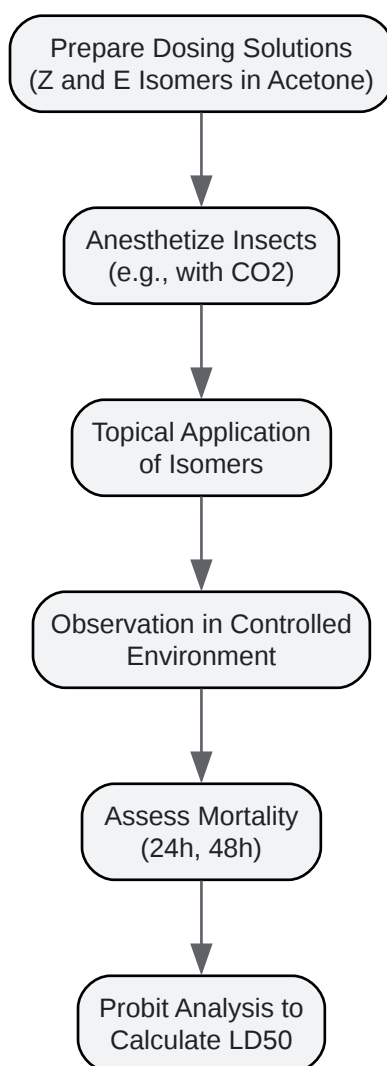 Prepare Dosing Solutions
(Z and E Isomers in Acetone)
Anesthetize Insects
(e.g., with CO2)
Topical Application
of Isomers
Observation in Controlled
Environment
Assess Mortality
(24h, 48h)
Probit Analysis to
Calculate LD50